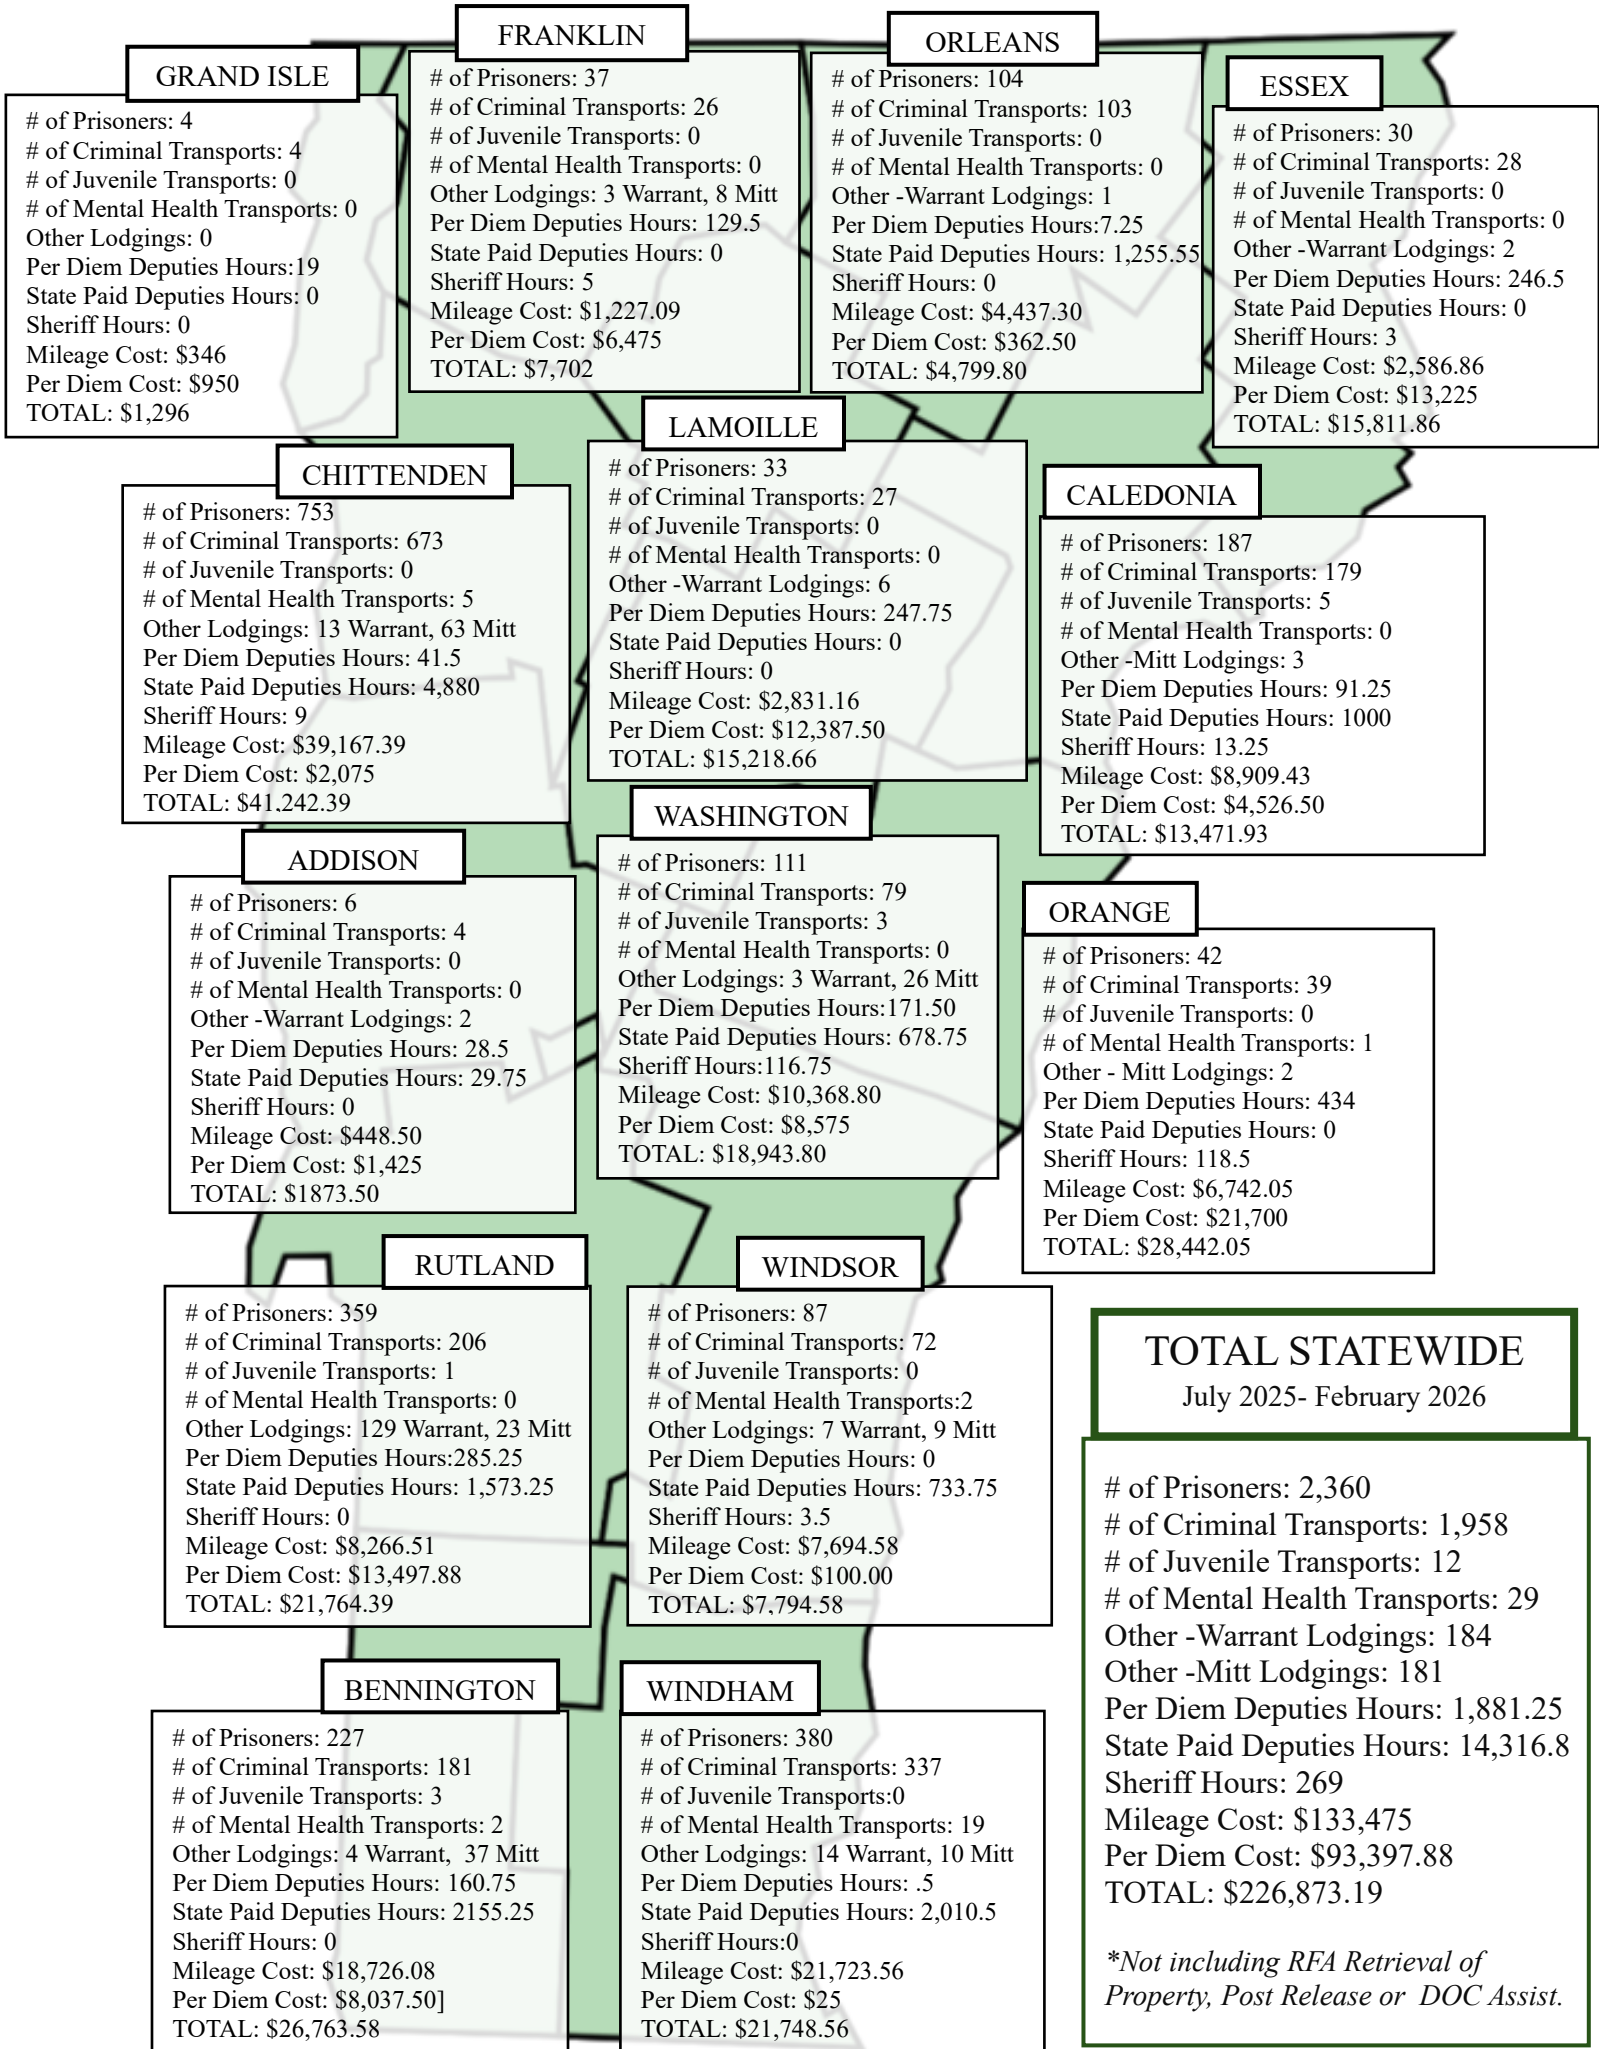 GRAND ISLE
# of Prisoners: 4
# of Criminal Transports: 4
# of Juvenile Transports: 0
# of Mental Health Transports: 0
Other Lodgings: 0
Per Diem Deputies Hours:19
State Paid Deputies Hours: 0
Sheriff Hours: 0
Mileage Cost: $346
Per Diem Cost: $950
TOTAL: $1,296
FRANKLIN
# of Prisoners: 37
# of Criminal Transports: 26
# of Juvenile Transports: 0
# of Mental Health Transports: 0
Other Lodgings: 3 Warrant, 8 Mitt
Per Diem Deputies Hours: 129.5
State Paid Deputies Hours: 0
Sheriff Hours: 5
Mileage Cost: $1,227.09
Per Diem Cost: $6,475
TOTAL: $7,702
ORLEANS
# of Prisoners: 104
# of Criminal Transports: 103
# of Juvenile Transports: 0
# of Mental Health Transports: 0
Other -Warrant Lodgings: 1
Per Diem Deputies Hours:7.25
State Paid Deputies Hours: 1,255.55
Sheriff Hours: 0
Mileage Cost: $4,437.30
Per Diem Cost: $362.50
TOTAL: $4,799.80
ESSEX
# of Prisoners: 30
# of Criminal Transports: 28
# of Juvenile Transports: 0
# of Mental Health Transports: 0
Other -Warrant Lodgings: 2
Per Diem Deputies Hours: 246.5
State Paid Deputies Hours: 0
Sheriff Hours: 3
Mileage Cost: $2,586.86
Per Diem Cost: $13,225
TOTAL: $15,811.86
CHITTENDEN
# of Prisoners: 753
# of Criminal Transports: 673
# of Juvenile Transports: 0
# of Mental Health Transports: 5
Other Lodgings: 13 Warrant, 63 Mitt
Per Diem Deputies Hours: 41.5
State Paid Deputies Hours: 4,880
Sheriff Hours: 9
Mileage Cost: $39,167.39
Per Diem Cost: $2,075
TOTAL: $41,242.39
LAMOILLE
# of Prisoners: 33
# of Criminal Transports: 27
# of Juvenile Transports: 0
# of Mental Health Transports: 0
Other -Warrant Lodgings: 6
Per Diem Deputies Hours: 247.75
State Paid Deputies Hours: 0
Sheriff Hours: 0
Mileage Cost: $2,831.16
Per Diem Cost: $12,387.50
TOTAL: $15,218.66
CALEDONIA
# of Prisoners: 187
# of Criminal Transports: 179
# of Juvenile Transports: 5
# of Mental Health Transports: 0
Other -Mitt Lodgings: 3
Per Diem Deputies Hours: 91.25
State Paid Deputies Hours: 1000
Sheriff Hours: 13.25
Mileage Cost: $8,909.43
Per Diem Cost: $4,526.50
TOTAL: $13,471.93
ADDISON
# of Prisoners: 6
# of Criminal Transports: 4
# of Juvenile Transports: 0
# of Mental Health Transports: 0
Other -Warrant Lodgings: 2
Per Diem Deputies Hours: 28.5
State Paid Deputies Hours: 29.75
Sheriff Hours: 0
Mileage Cost: $448.50
Per Diem Cost: $1,425
TOTAL: $1873.50
WASHINGTON
# of Prisoners: 111
# of Criminal Transports: 79
# of Juvenile Transports: 3
# of Mental Health Transports: 0
Other Lodgings: 3 Warrant, 26 Mitt
Per Diem Deputies Hours:171.50
State Paid Deputies Hours: 678.75
Sheriff Hours:116.75
Mileage Cost: $10,368.80
Per Diem Cost: $8,575
TOTAL: $18,943.80
ORANGE
# of Prisoners: 42
# of Criminal Transports: 39
# of Juvenile Transports: 0
# of Mental Health Transports: 1
Other - Mitt Lodgings: 2
Per Diem Deputies Hours: 434
State Paid Deputies Hours: 0
Sheriff Hours: 118.5
Mileage Cost: $6,742.05
Per Diem Cost: $21,700
TOTAL: $28,442.05
RUTLAND
# of Prisoners: 359
# of Criminal Transports: 206
# of Juvenile Transports: 1
# of Mental Health Transports: 0
Other Lodgings: 129 Warrant, 23 Mitt
Per Diem Deputies Hours:285.25
State Paid Deputies Hours: 1,573.25
Sheriff Hours: 0
Mileage Cost: $8,266.51
Per Diem Cost: $13,497.88
TOTAL: $21,764.39
WINDSOR
# of Prisoners: 87
# of Criminal Transports: 72
# of Juvenile Transports: 0
# of Mental Health Transports:2
Other Lodgings: 7 Warrant, 9 Mitt
Per Diem Deputies Hours: 0
State Paid Deputies Hours: 733.75
Sheriff Hours: 3.5
Mileage Cost: $7,694.58
Per Diem Cost: $100.00
TOTAL: $7,794.58
BENNINGTON
# of Prisoners: 227
# of Criminal Transports: 181
# of Juvenile Transports: 3
# of Mental Health Transports: 2
Other Lodgings: 4 Warrant, 37 Mitt
Per Diem Deputies Hours: 160.75
State Paid Deputies Hours: 2155.25
Sheriff Hours: 0
Mileage Cost: $18,726.08
Per Diem Cost: $8,037.50]
TOTAL: $26,763.58
WINDHAM
# of Prisoners: 380
# of Criminal Transports: 337
# of Juvenile Transports:0
# of Mental Health Transports: 19
Other Lodgings: 14 Warrant, 10 Mitt
Per Diem Deputies Hours: .5
State Paid Deputies Hours: 2,010.5
Sheriff Hours:0
Mileage Cost: $21,723.56
Per Diem Cost: $25
TOTAL: $21,748.56
TOTAL STATEWIDE
July 2025- February 2026
# of Prisoners: 2,360
# of Criminal Transports: 1,958
# of Juvenile Transports: 12
# of Mental Health Transports: 29
Other -Warrant Lodgings: 184
Other -Mitt Lodgings: 181
Per Diem Deputies Hours: 1,881.25
State Paid Deputies Hours: 14,316.8
Sheriff Hours: 269
Mileage Cost: $133,475
Per Diem Cost: $93,397.88
TOTAL: $226,873.19
*Not including RFA Retrieval of
Property, Post Release or DOC Assist.